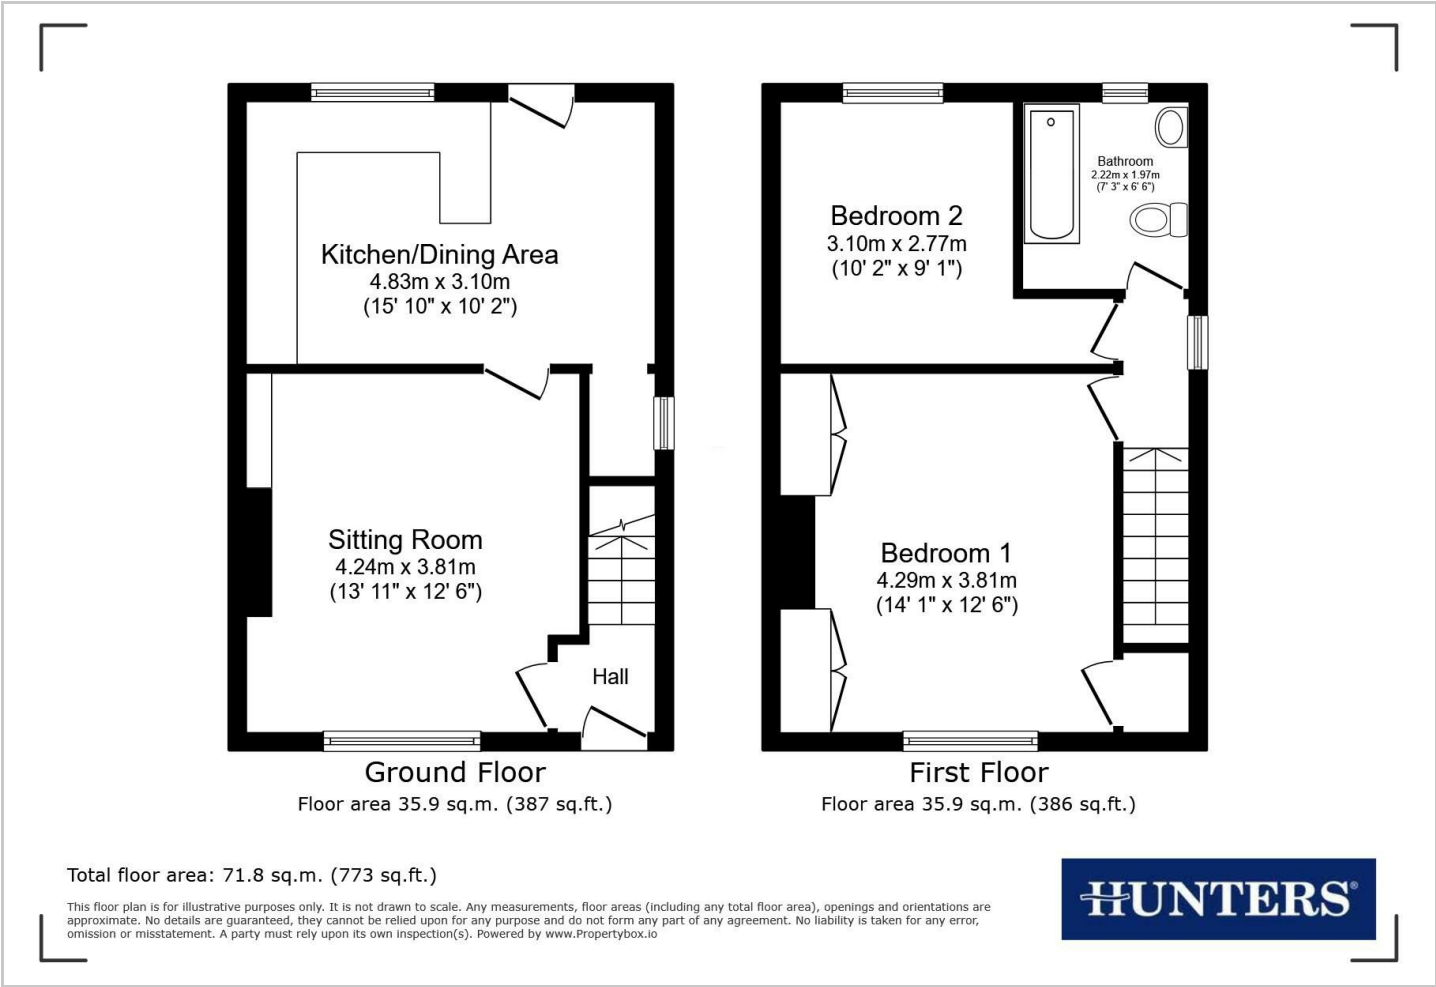 Kitchen/Dining Area
4.83m x 3.10m
(15' 10" x 10' 2")
Sitting Room
4.24m x 3.81m
(13' 11" x 12' 6")
Hall
Ground Floor
Floor area 35.9 sq.m. (387 sq.ft.)
Bedroom 2
3.10m x 2.77m
(10' 2" x 9' 1")
Bathroom
2.22m x 1.97m
(7' 3" x 6' 6")
Bedroom 1
4.29m x 3.81m
(14' 1" x 12' 6")
First Floor
Floor area 35.9 sq.m. (386 sq.ft.)
Total floor area: 71.8 sq.m. (773 sq.ft.)
This floor plan is for illustrative purposes only. It is not drawn to scale. Any measurements, floor areas (including any total floor area), openings and orientations are
approximate. No details are guaranteed, they cannot be relied upon for any purpose and do not form any part of any agreement. No liability is taken for any error,
omission or misstatement. A party must rely upon its own inspection(s). Powered by www.Propertybox.io
HUNTERS®